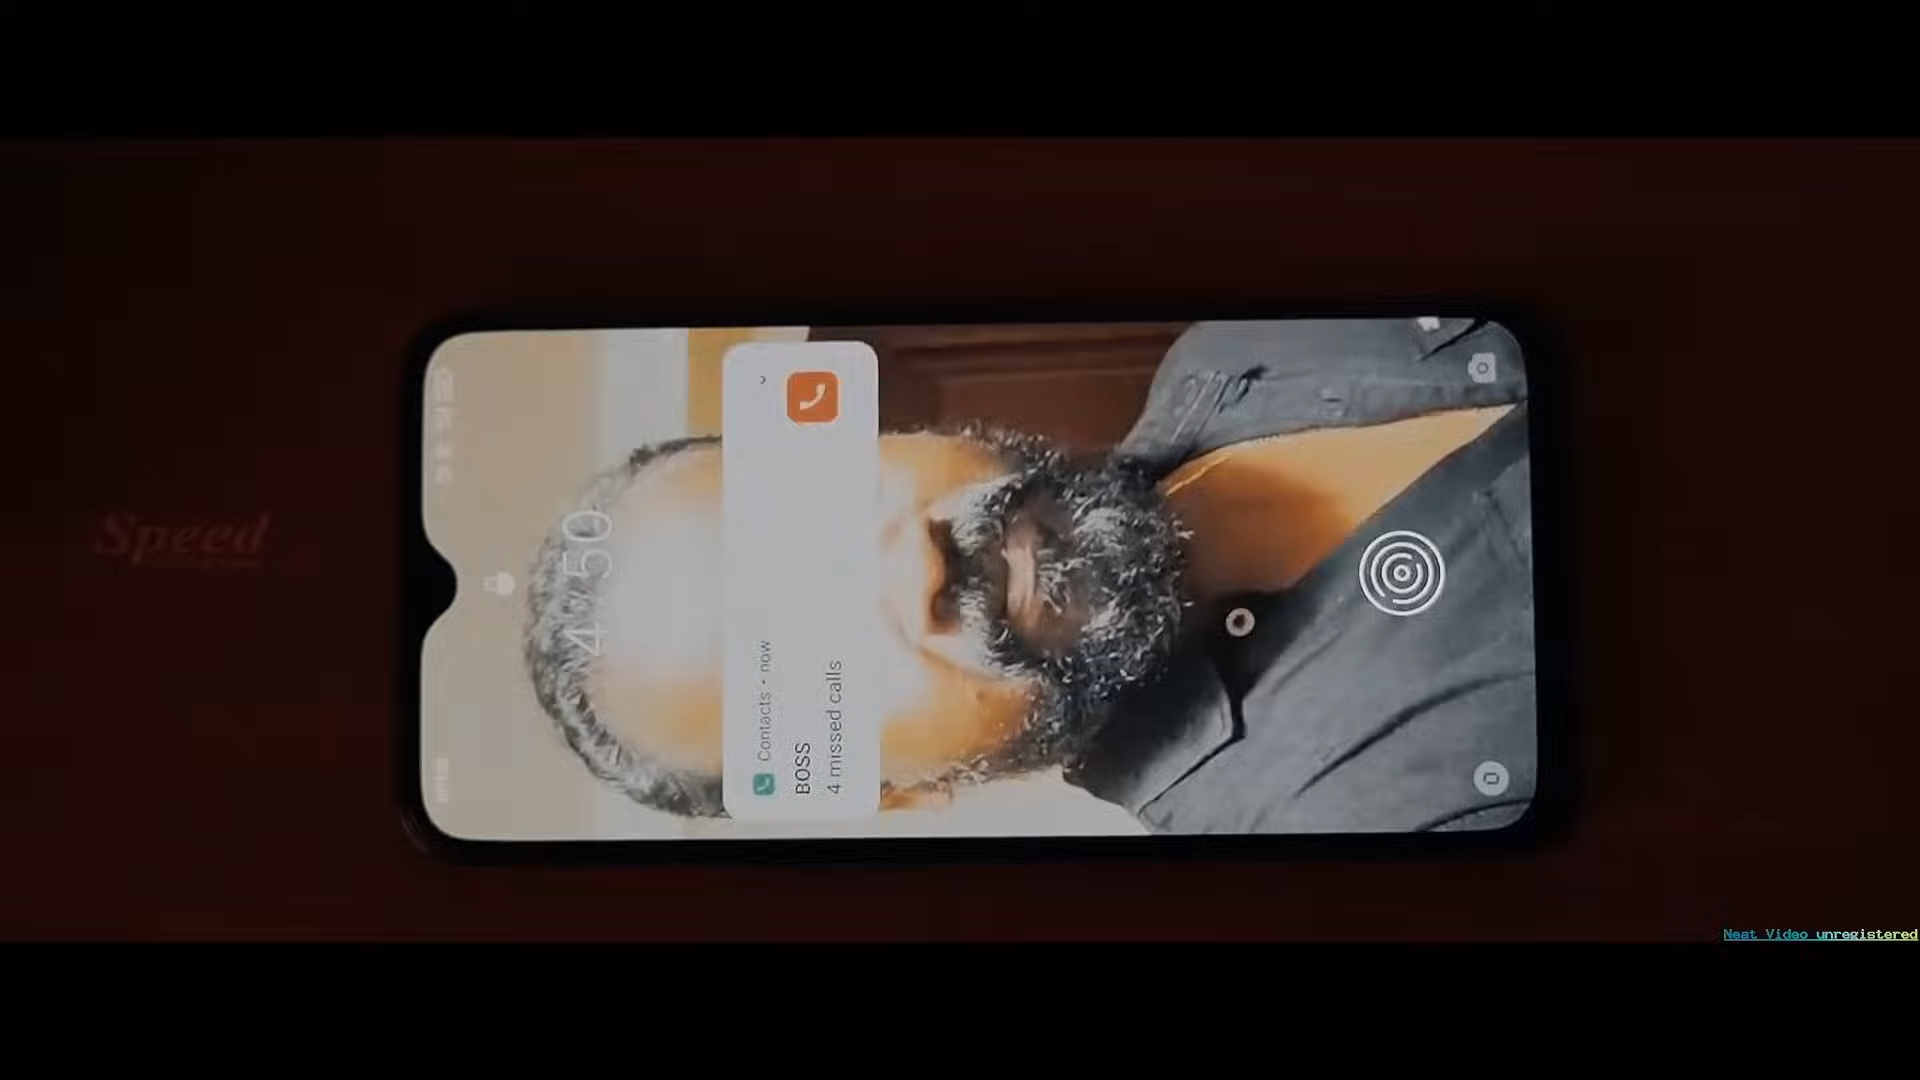 Speed
4:50
Contacts • now
BOSS
4 missed calls
Neat Video unregistered